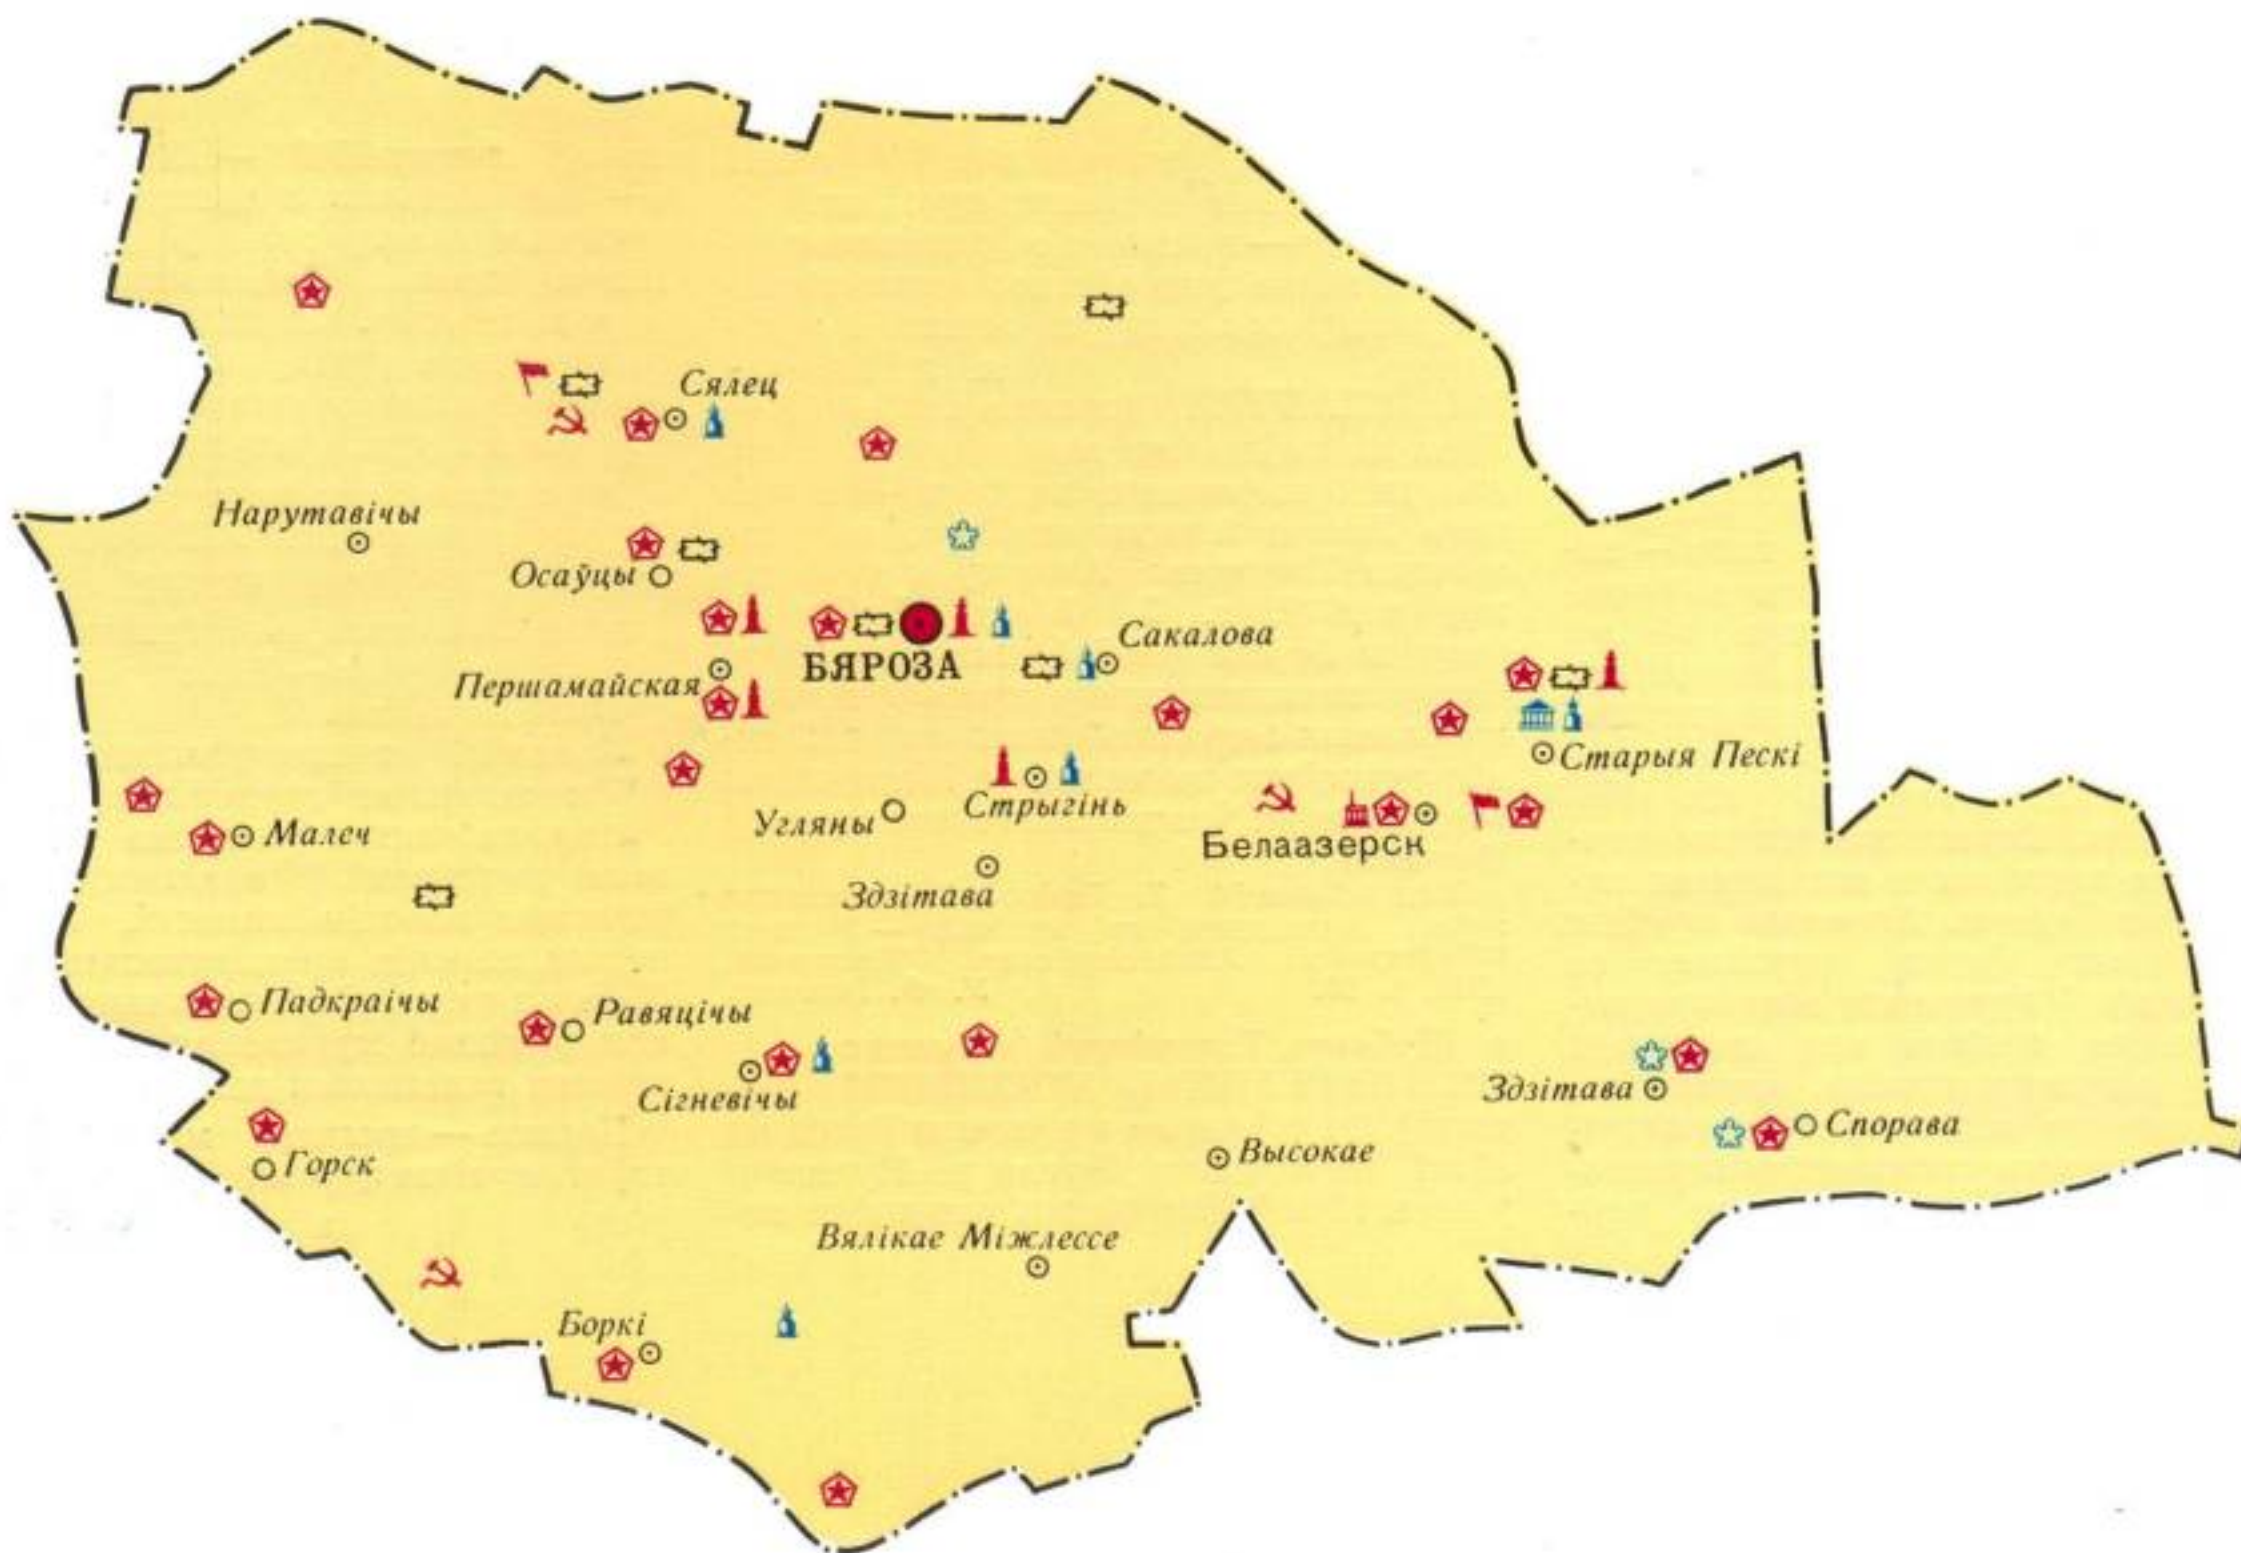 Сялец
Нарутавічы
Осаўцы
Сакалова
БЯРОЗА
Першамайская
Старыя Пескі
Стрыгінь
Угляны
Малеч
Белаазерск
Здзітава
Падкраічы
Равяцічы
Здзітава
Сігневічы
Спорава
Высокае
Горск
Вялікае Міжлессе
Боркі